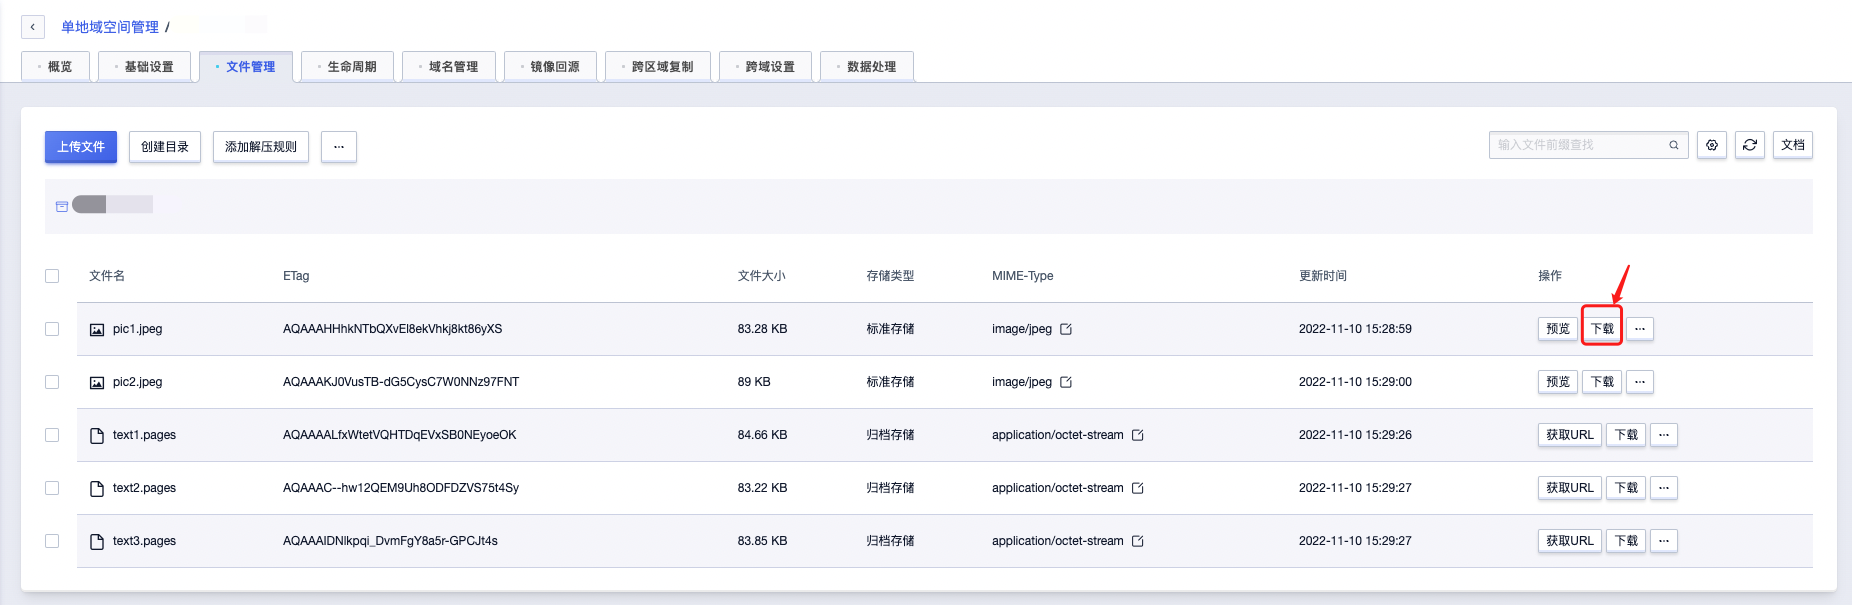 单地域空间管理 /
概览 基础设置 文件管理 生命周期 域名管理 镜像回源 跨区域复制 跨域设置 数据处理
上传文件 创建目录 添加解压规则 ··· 输入文件前缀查找 文档
文件名 ETag 文件大小 存储类型 MIME-Type 更新时间 操作
pic1.jpeg AQAAAHHhkNTbQXvEl8ekVhkj8kt86yXS 83.28 KB 标准存储 image/jpeg 2022-11-10 15:28:59 预览 下载 ···
pic2.jpeg AQAAAKJ0VusTB-dG5CysC7W0NNz97FNT 89 KB 标准存储 image/jpeg 2022-11-10 15:29:00 预览 下载 ···
text1.pages AQAAAALfxWtetVQHTDqEVxSB0NEyoeOK 84.66 KB 归档存储 application/octet-stream 2022-11-10 15:29:26 获取URL 下载 ···
text2.pages AQAAAC--hw12QEM9Uh8ODFDZVS75t4Sy 83.22 KB 归档存储 application/octet-stream 2022-11-10 15:29:27 获取URL 下载 ···
text3.pages AQAAAIDNlkpqi_DvmFgY8a5r-GPCJt4s 83.85 KB 归档存储 application/octet-stream 2022-11-10 15:29:27 获取URL 下载 ···